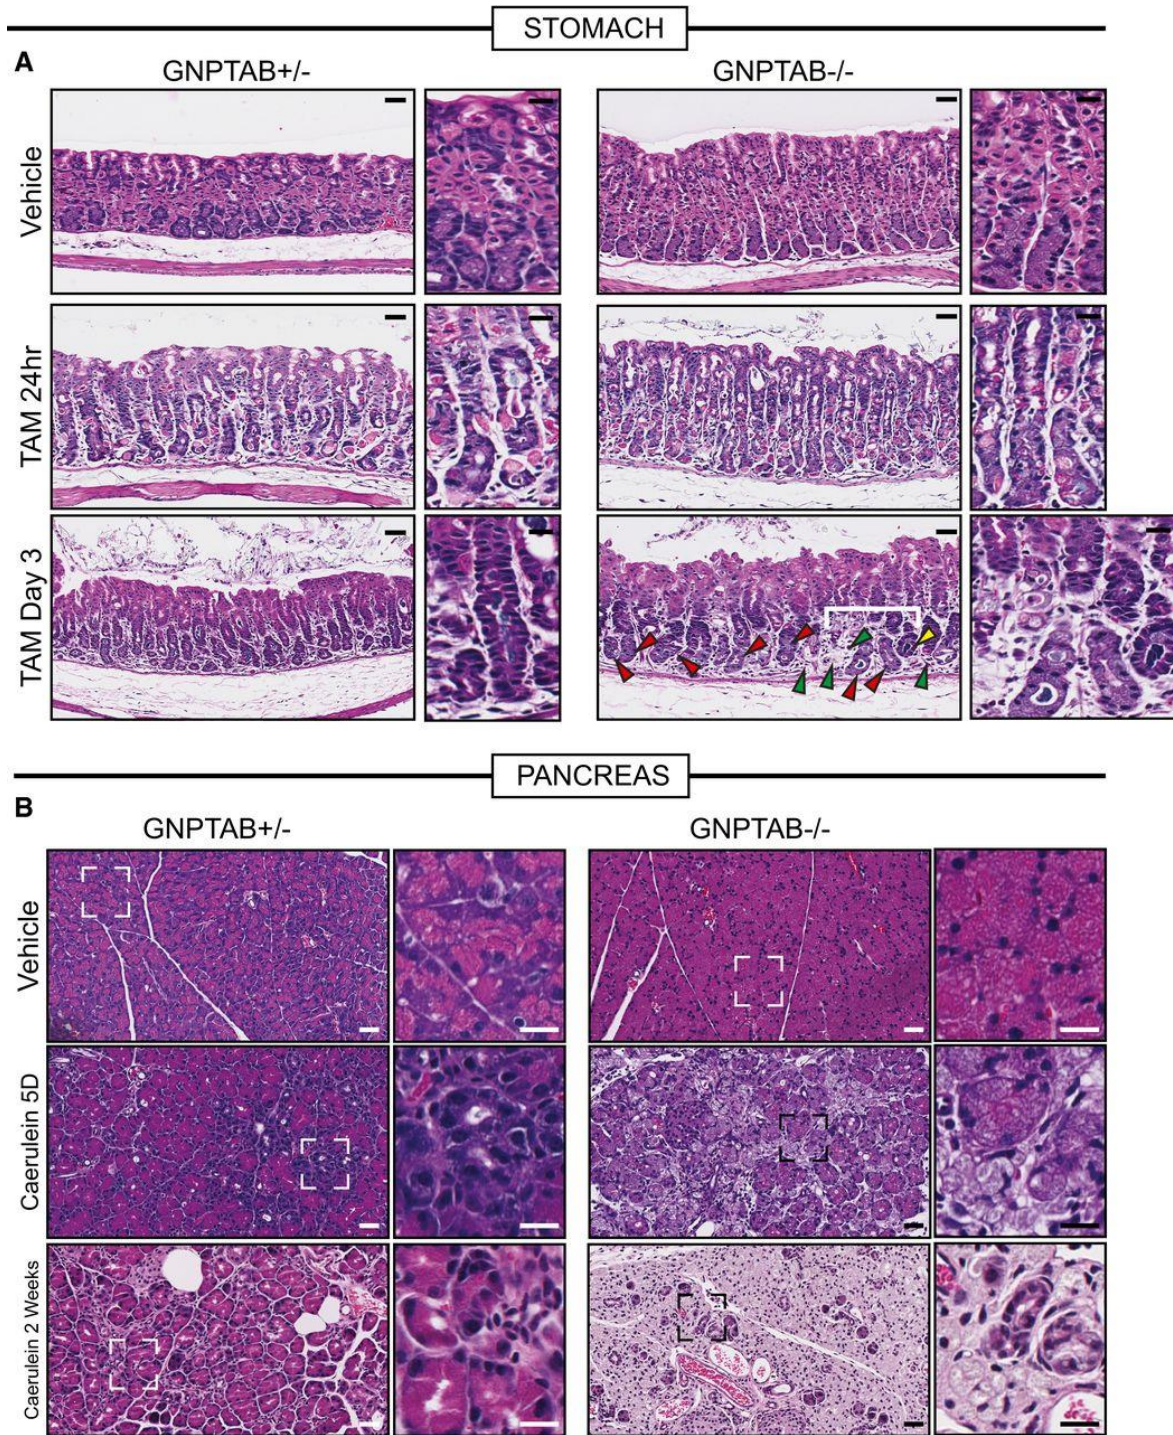 STOMACH
A
GNPTAB+/-
GNPTAB-/-
Vehicle
TAM 24hr
TAM Day 3
PANCREAS
B
GNPTAB+/-
GNPTAB-/-
Vehicle
Caerulein 5D
Caerulein 2 Weeks